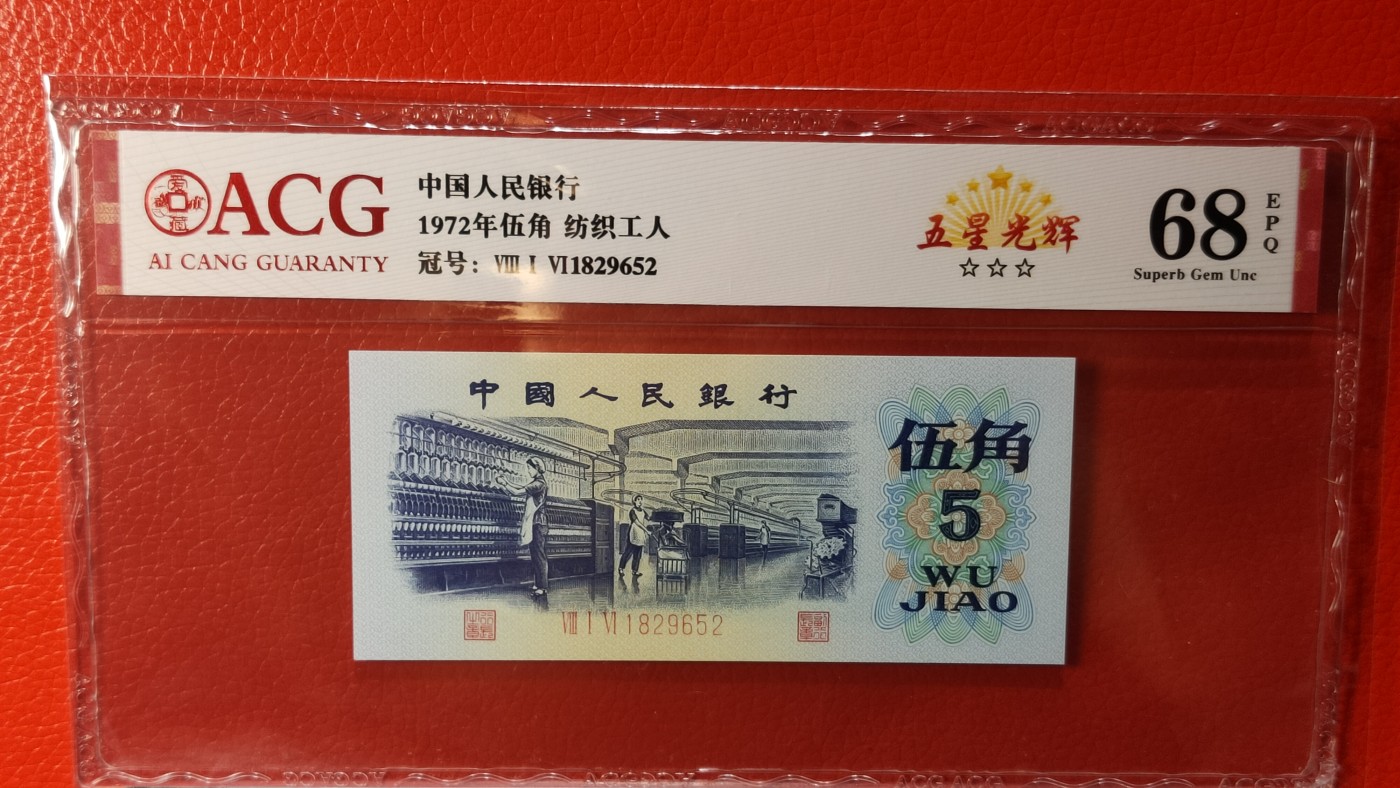 ACG
AI CANG GUARANTY
中国人民银行
1972年伍角 纺织工人
冠号：Ⅷ Ⅰ Ⅵ1829652
五星光辉
☆☆☆
68
EPQ
Superb Gem Unc
中國人民銀行
伍角
5
WU
JIAO
Ⅷ Ⅰ Ⅵ 1829652